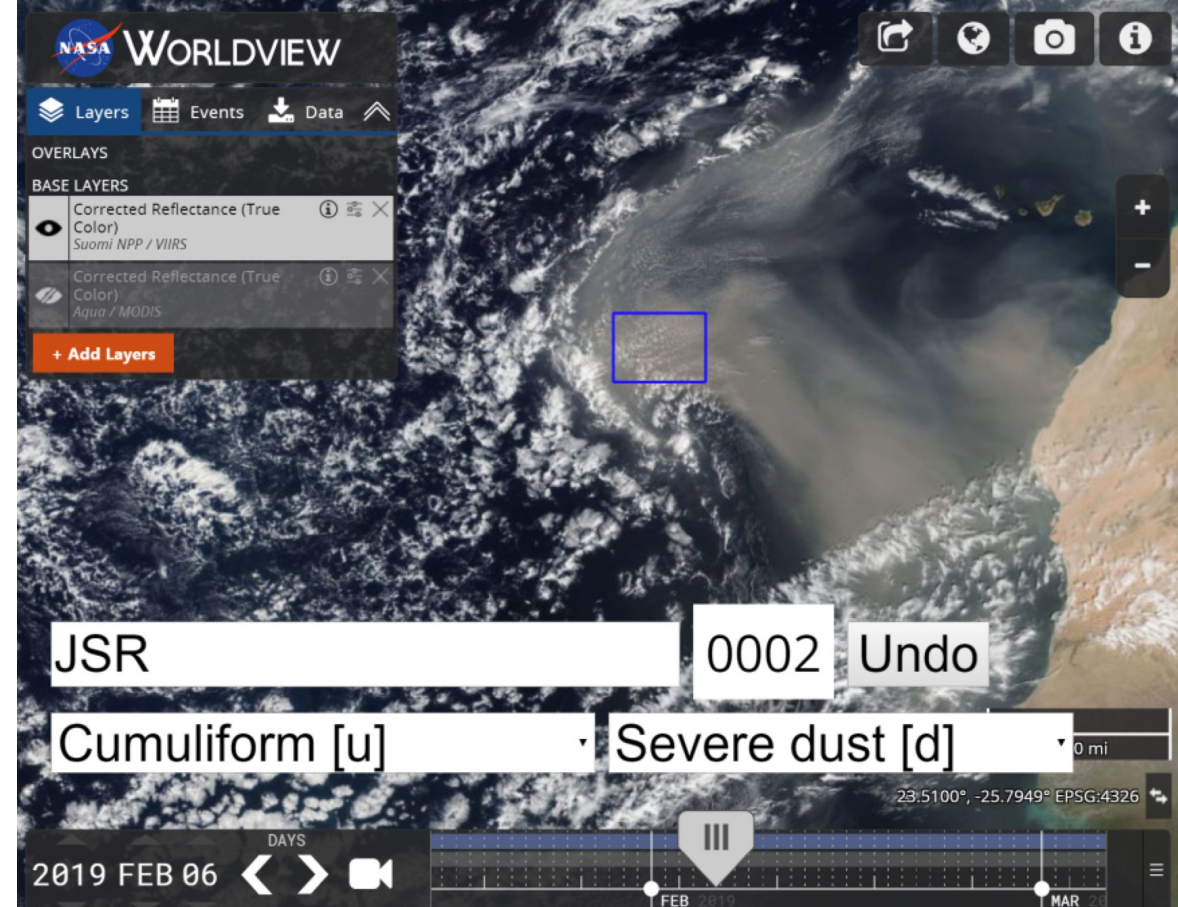 NASA WORLDVIEW
Layers Events Data
OVERLAYS
BASE LAYERS
Corrected Reflectance (True
Color)
Suomi NPP / VIIRS
Corrected Reflectance (True
Color)
Aqua / MODIS
+ Add Layers
+
-
JSR 0002 Undo
Cumuliform [u] Severe dust [d]
0 mi
23.5100°, -25.7949° EPSG:4326
DAYS
2019 FEB 06
FEB 2019 MAR 20